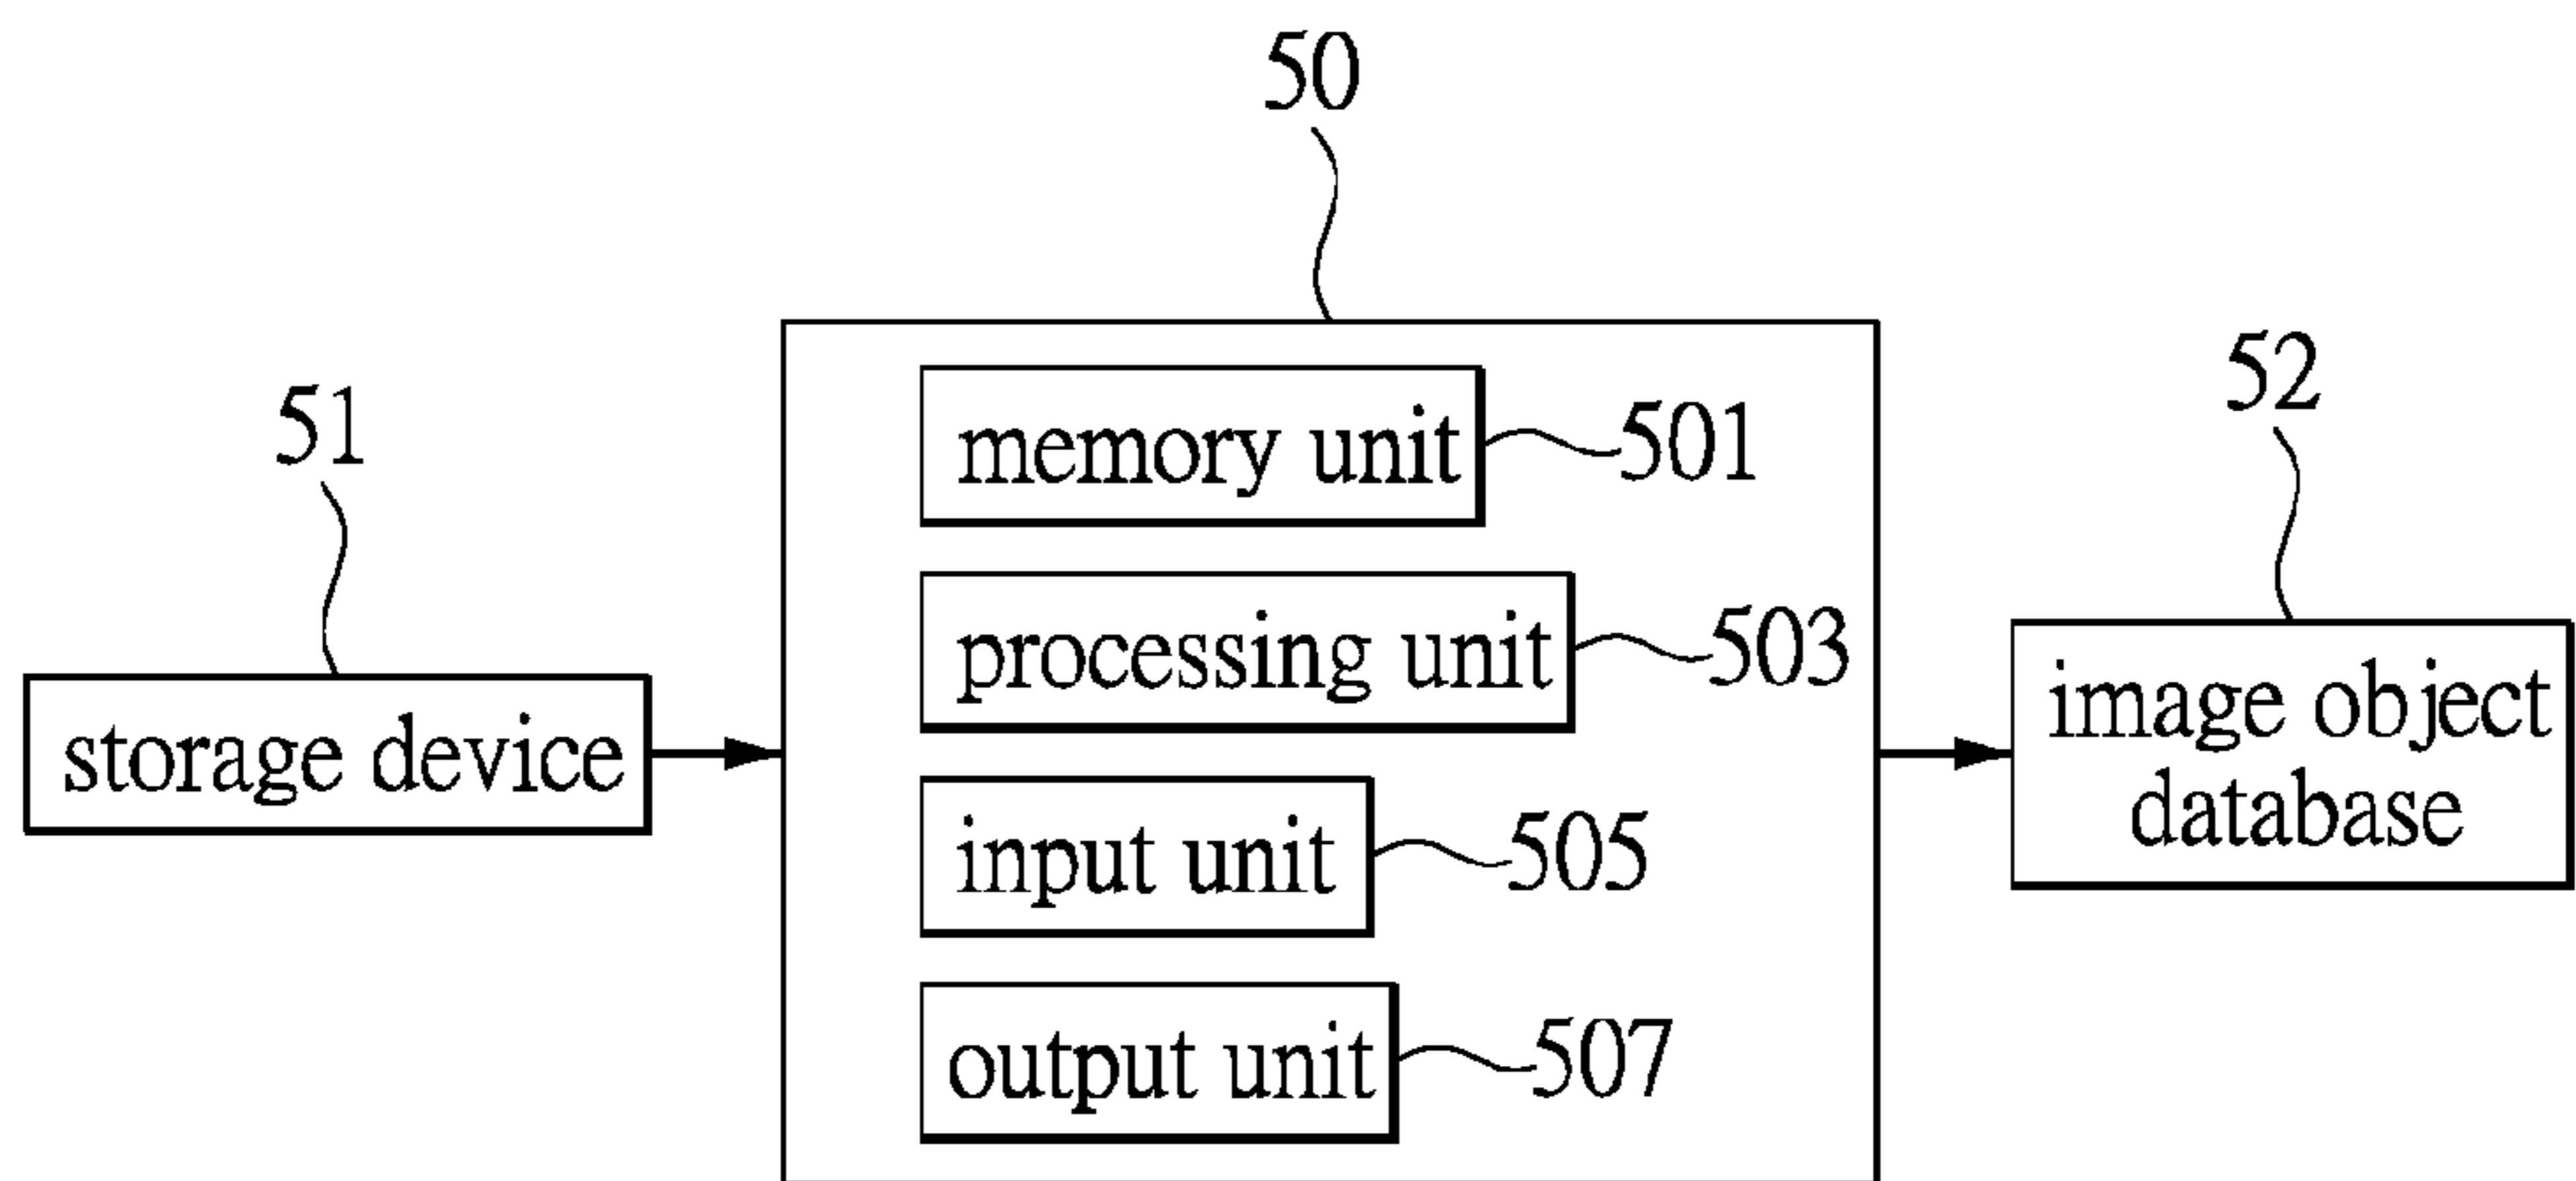 50
51
52
memory unit
501
processing unit
503
storage device
image object
database
input unit
505
output unit
507